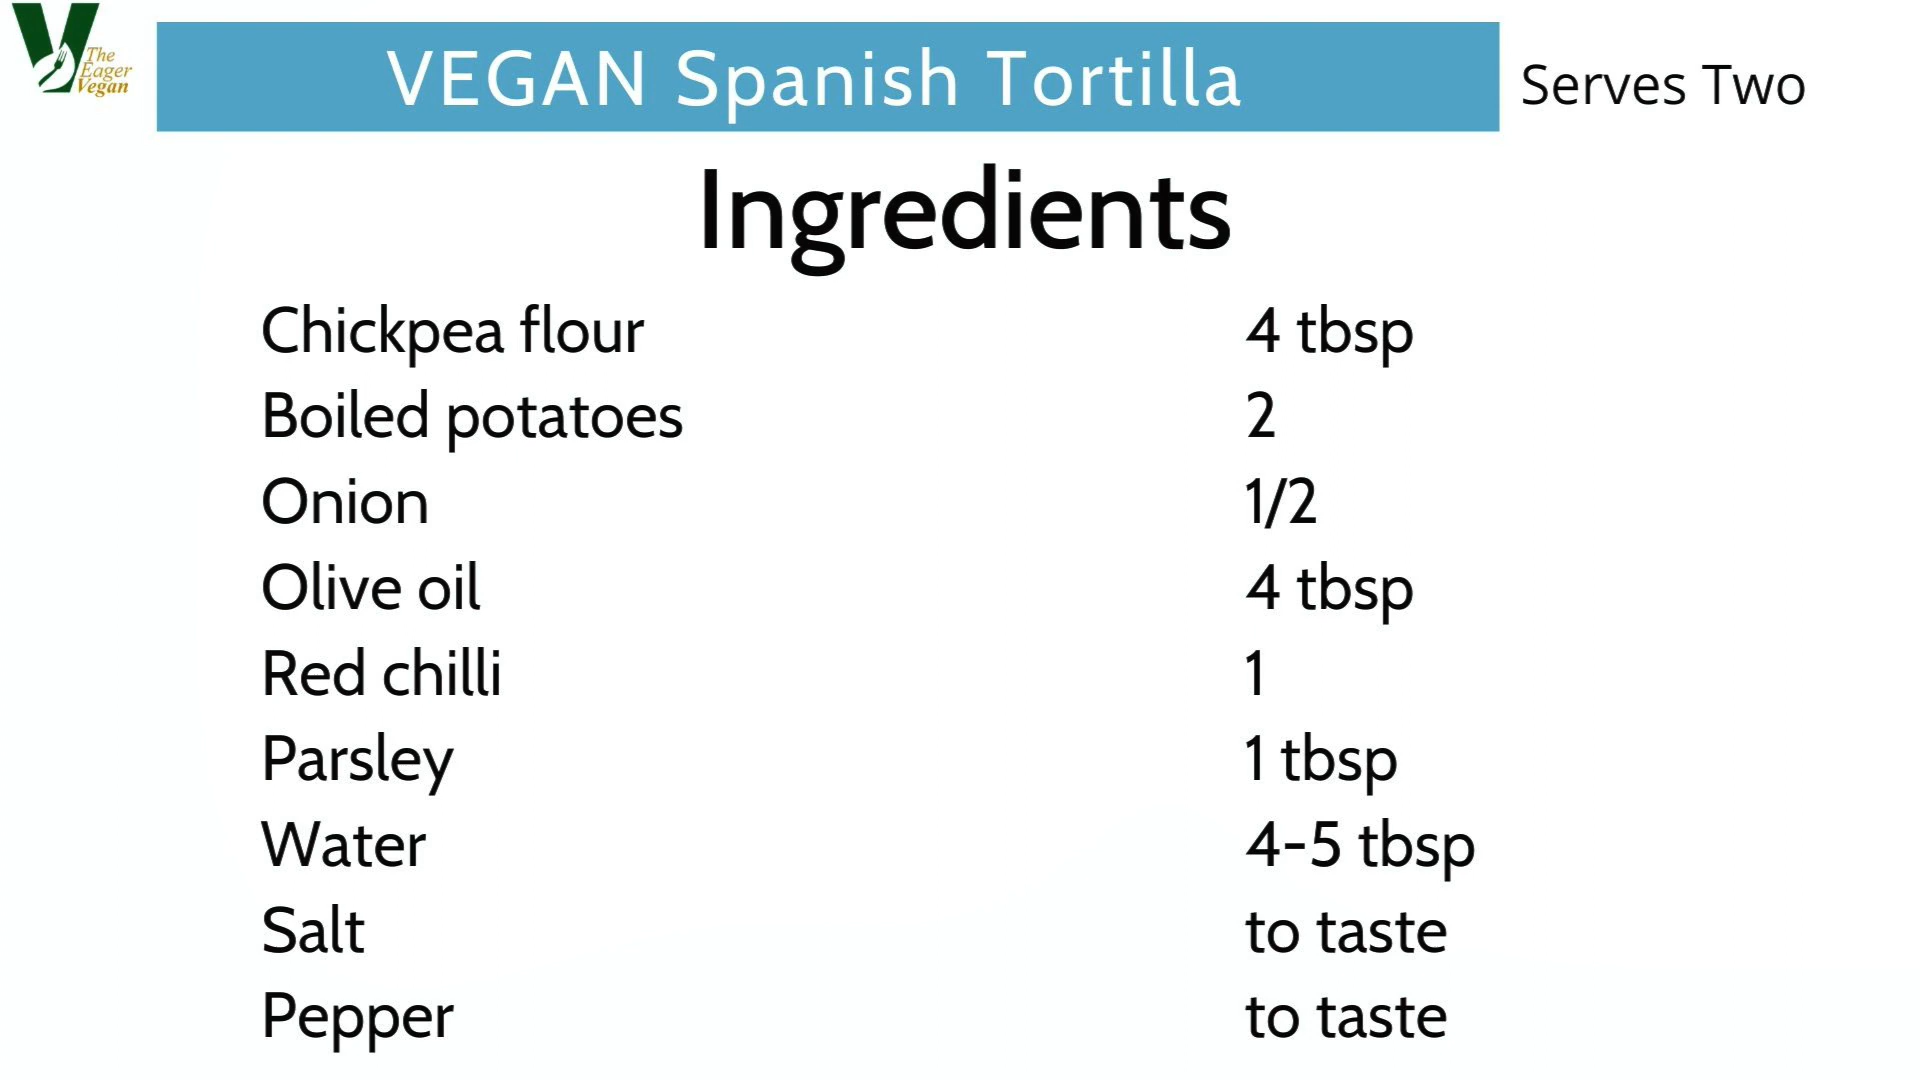 The
Eager
Vegan
VEGAN Spanish Tortilla
Serves Two
Ingredients
Chickpea flour 4 tbsp
Boiled potatoes 2
Onion 1/2
Olive oil 4 tbsp
Red chilli 1
Parsley 1 tbsp
Water 4-5 tbsp
Salt to taste
Pepper to taste